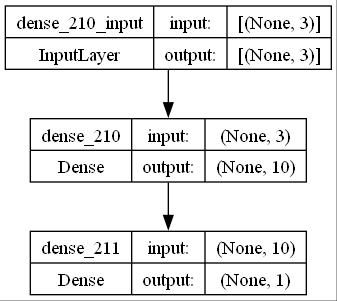 dense_210_input input: [(None, 3)]
InputLayer output: [(None, 3)]
dense_210 input: (None, 3)
Dense output: (None, 10)
dense_211 input: (None, 10)
Dense output: (None, 1)